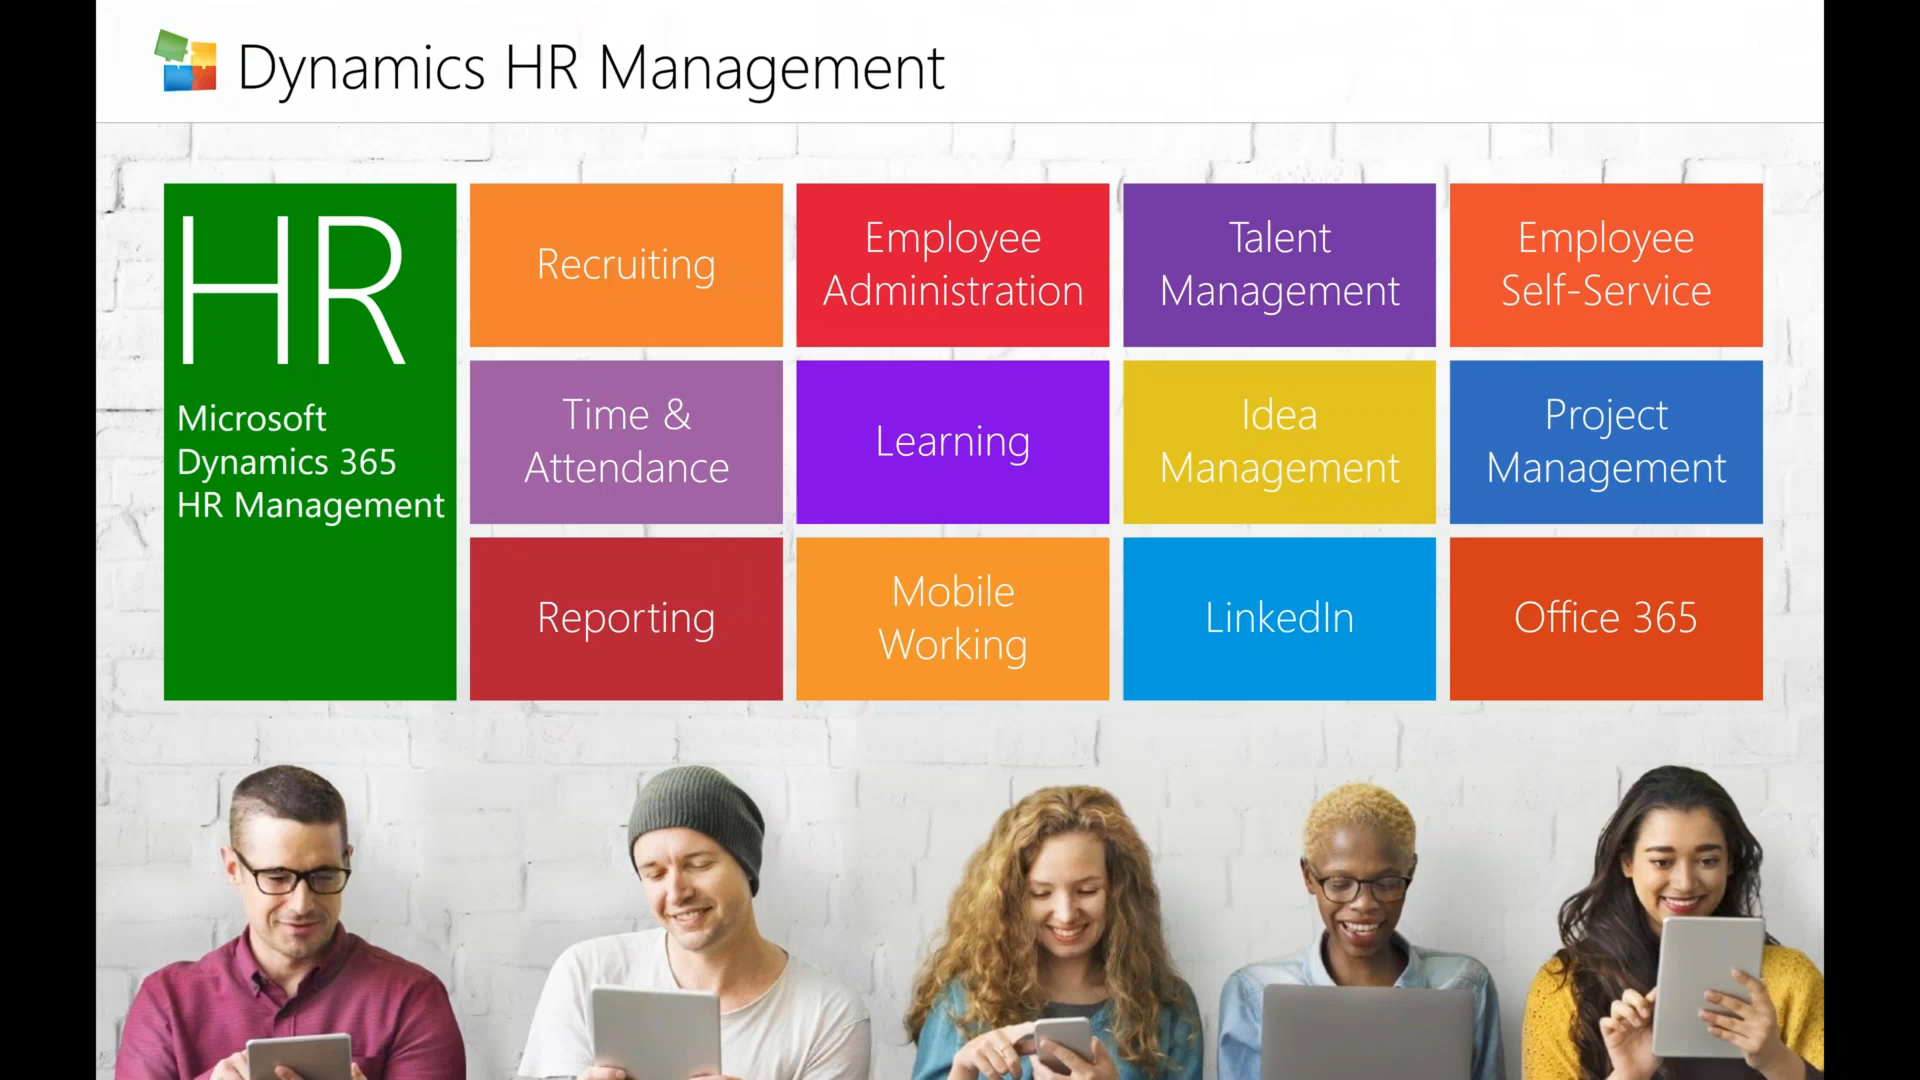 Dynamics HR Management
HR
Microsoft
Dynamics 365
HR Management
Recruiting
Employee
Administration
Talent
Management
Employee
Self-Service
Time &
Attendance
Learning
Idea
Management
Project
Management
Reporting
Mobile
Working
LinkedIn
Office 365